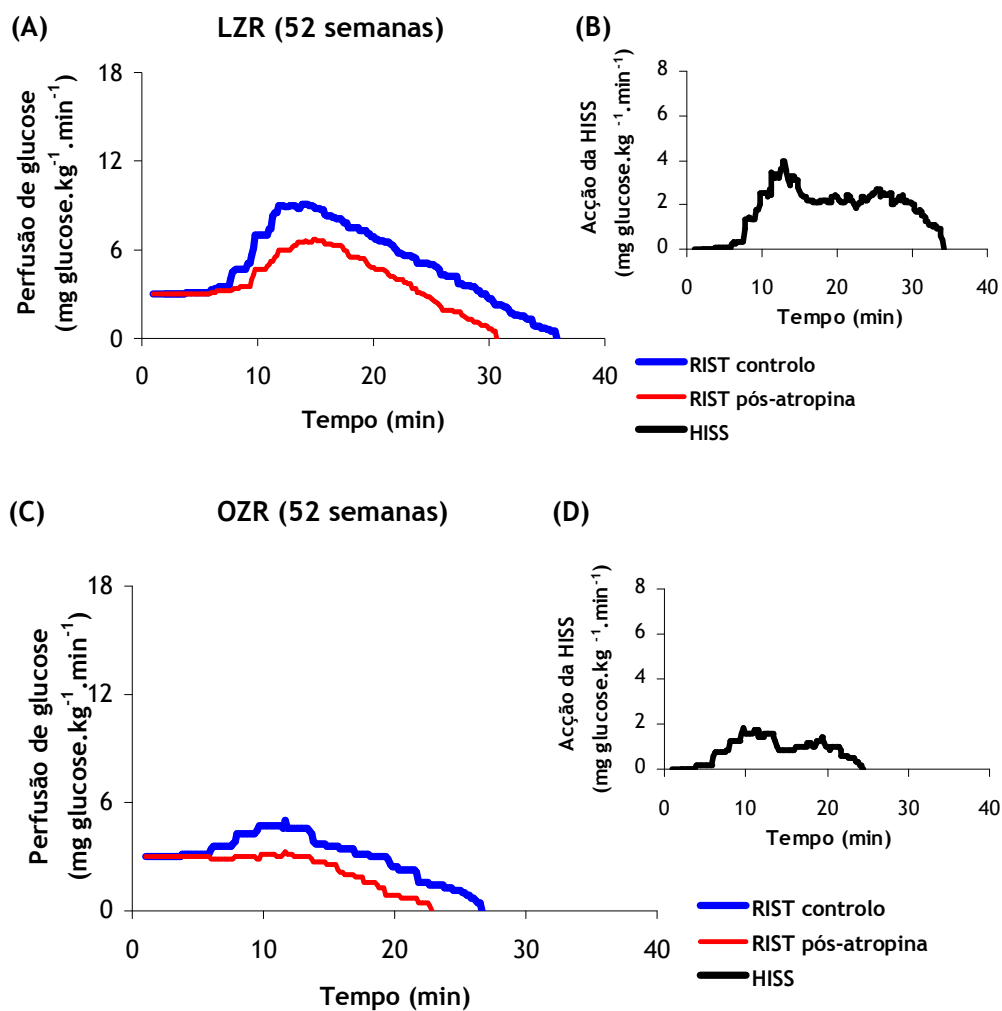 (A)
LZR (52 semanas)
Perfusão de glucose
(mg glucose.kg⁻¹.min⁻¹)
18
12
6
0
0 10 20 30 40
Tempo (min)
(B)
Acção da HISS
(mg glucose.kg⁻¹.min⁻¹)
8
6
4
2
0
0 10 20 30 40
Tempo (min)
RIST controlo
RIST pós-atropina
HISS
(C)
OZR (52 semanas)
Perfusão de glucose
(mg glucose.kg⁻¹.min⁻¹)
18
12
6
0
0 10 20 30 40
Tempo (min)
(D)
Acção da HISS
(mg glucose.kg⁻¹.min⁻¹)
8
6
4
2
0
0 10 20 30 40
Tempo (min)
RIST controlo
RIST pós-atropina
HISS